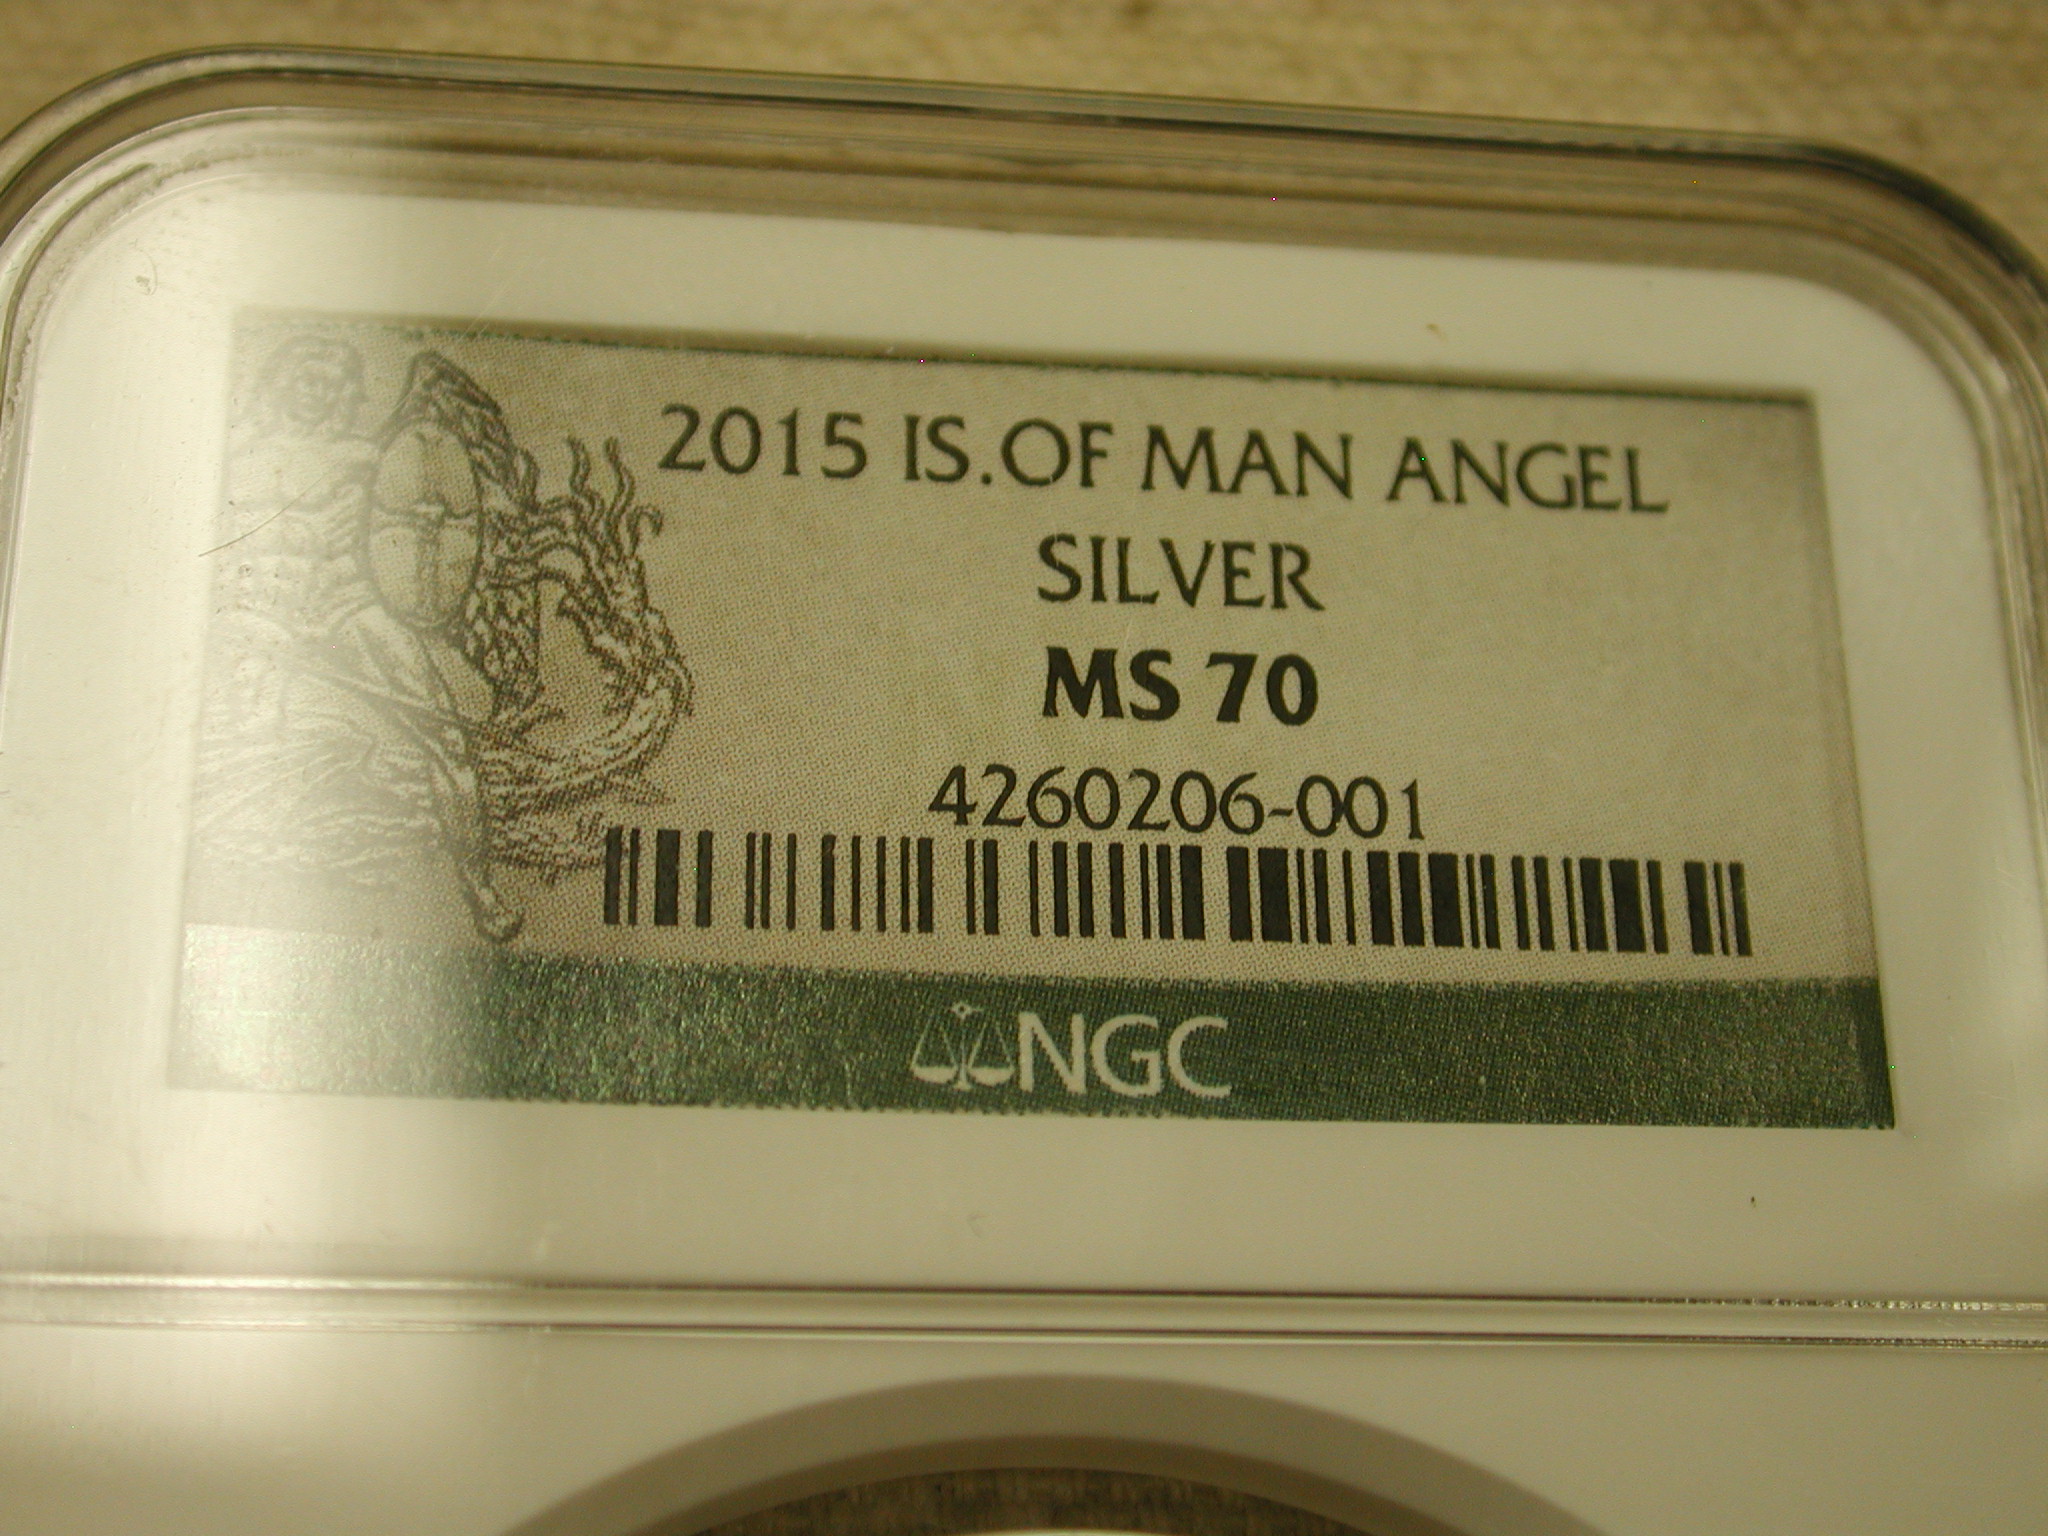 2015 IS.OF MAN ANGEL
SILVER
MS 70
4260206-001
NGC